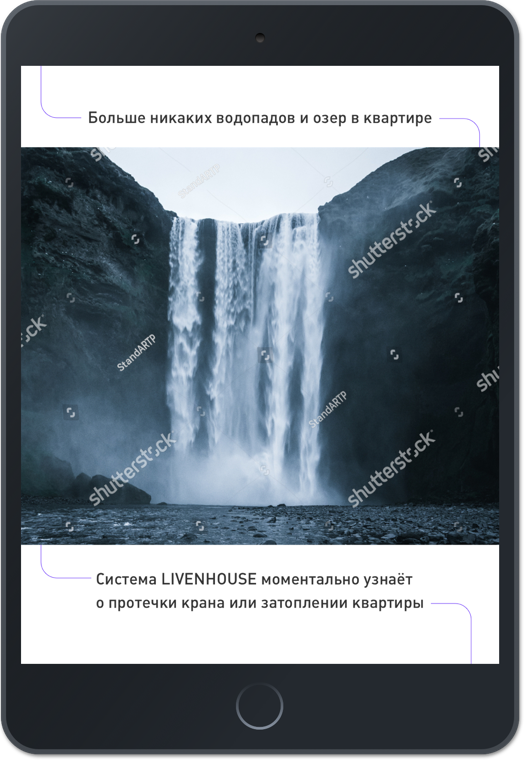 Больше никаких водопадов и озер в квартире
shutterstock
StandARTP
StandARTP
shutterstock
shutterstock
Система LIVENHOUSE моментально узнаёт
о протечки крана или затоплении квартиры